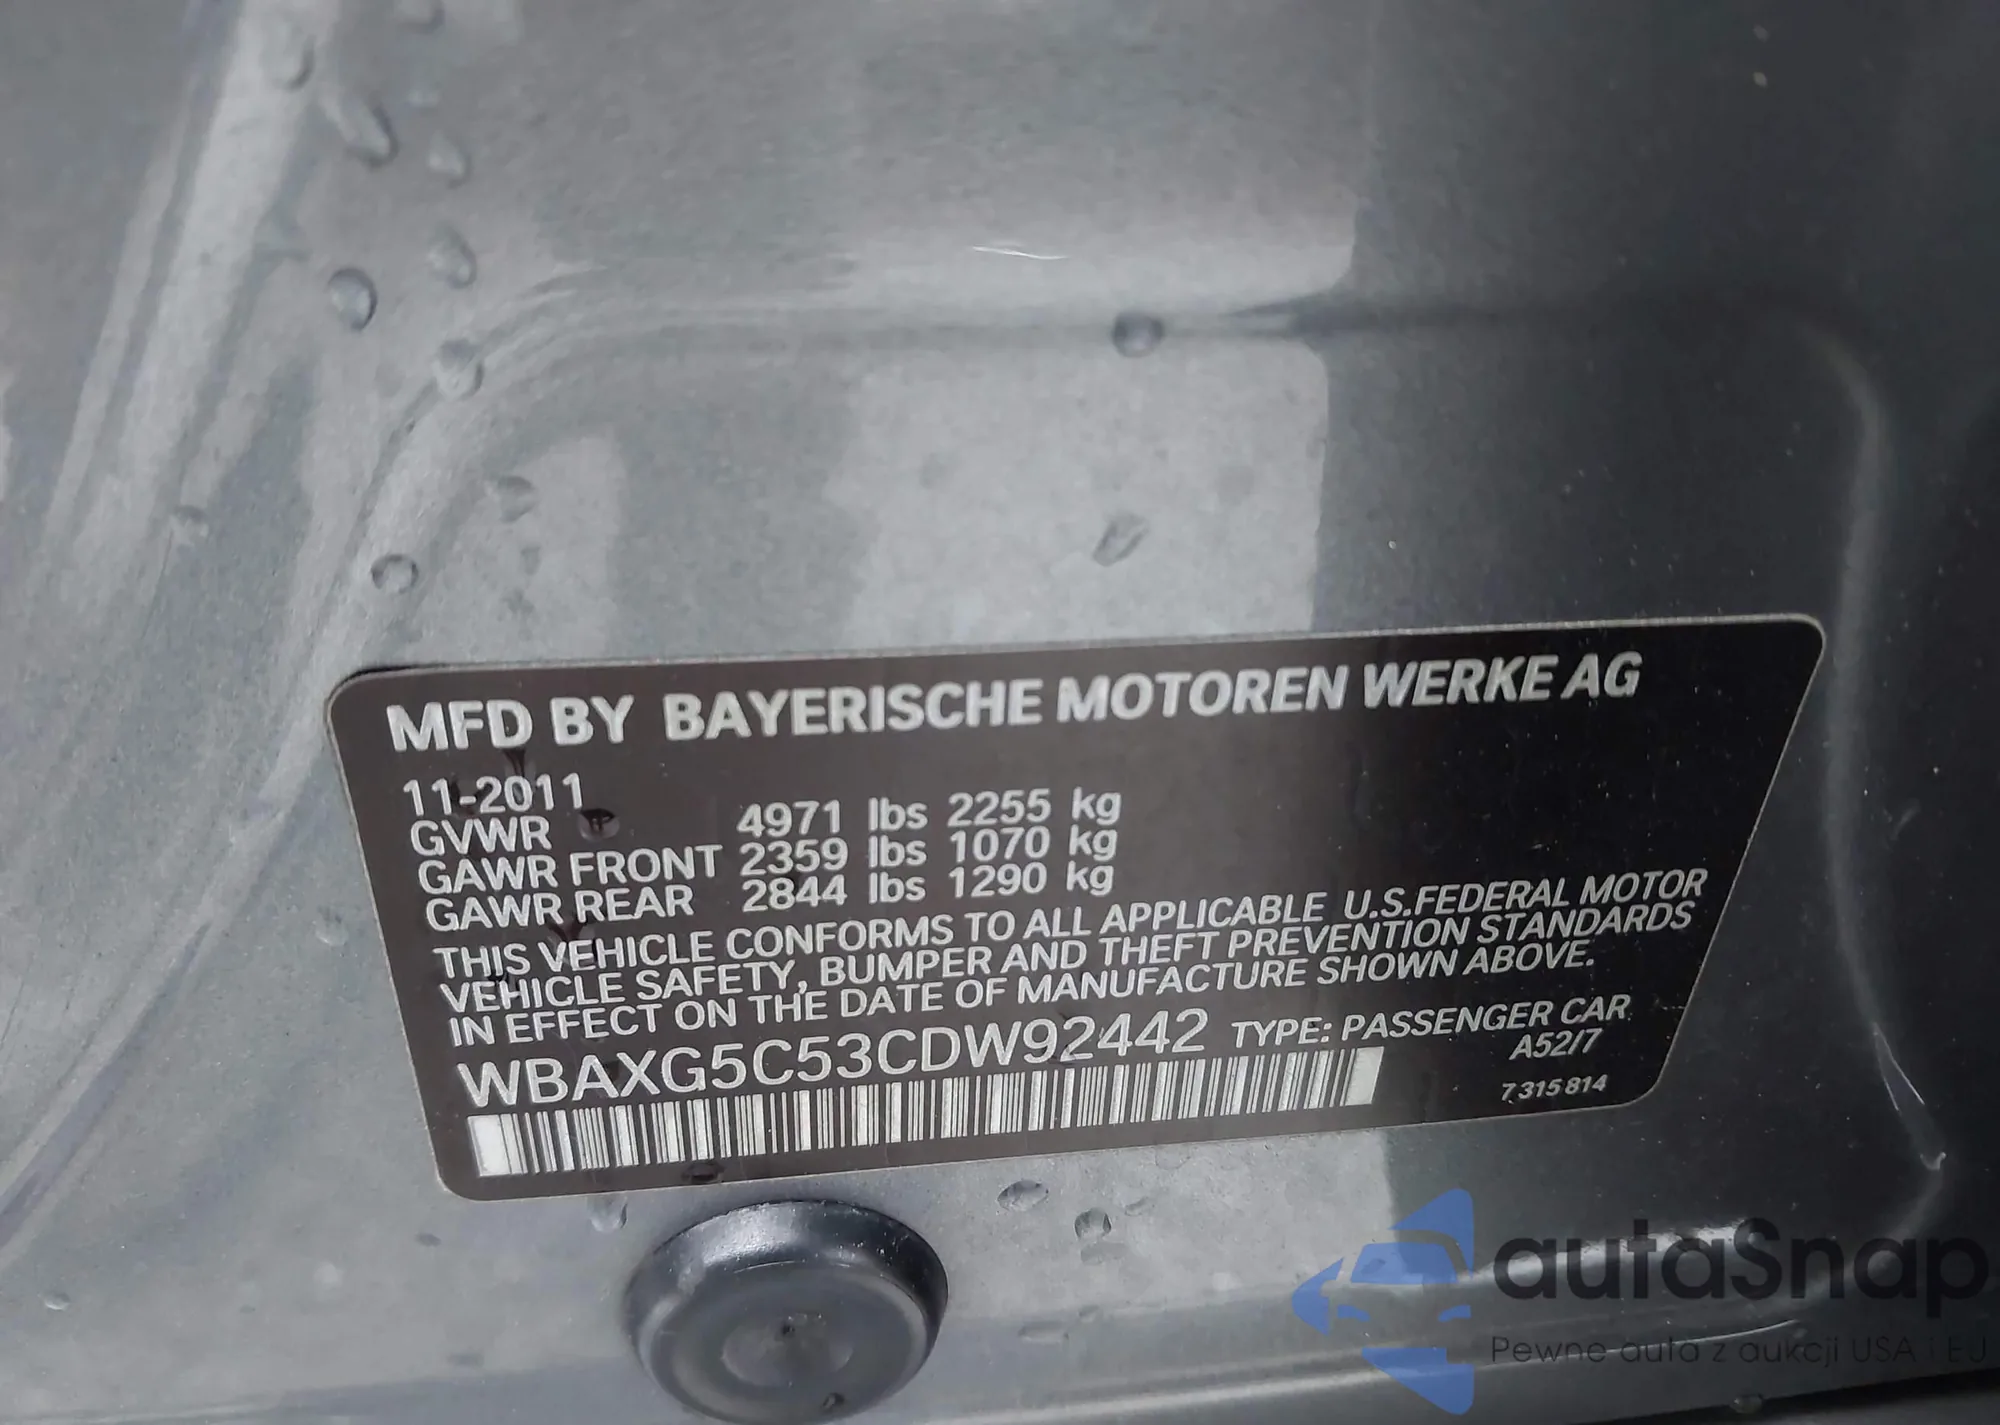 MFD BY BAYERISCHE MOTOREN WERKE AG
11-2011
GVWR 4971 lbs 2255 kg
GAWR FRONT 2359 lbs 1070 kg
GAWR REAR 2844 lbs 1290 kg
THIS VEHICLE CONFORMS TO ALL APPLICABLE U.S.FEDERAL MOTOR
VEHICLE SAFETY, BUMPER AND THEFT PREVENTION STANDARDS
IN EFFECT ON THE DATE OF MANUFACTURE SHOWN ABOVE.
WBAXG5C53CDW92442 TYPE: PASSENGER CAR
A52/7
7 315 814
autaSnap
Pewne auta z aukcji USA i EU